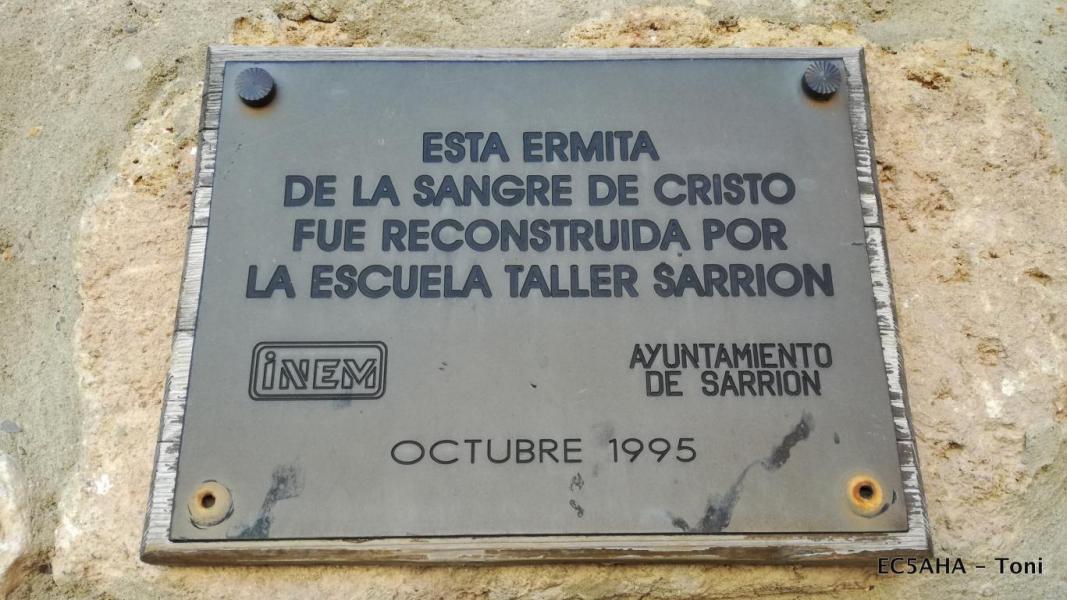 ESTA ERMITA
DE LA SANGRE DE CRISTO
FUE RECONSTRUIDA POR
LA ESCUELA TALLER SARRION
INEM
AYUNTAMIENTO
DE SARRION
OCTUBRE 1995
EC5AHA - Toni